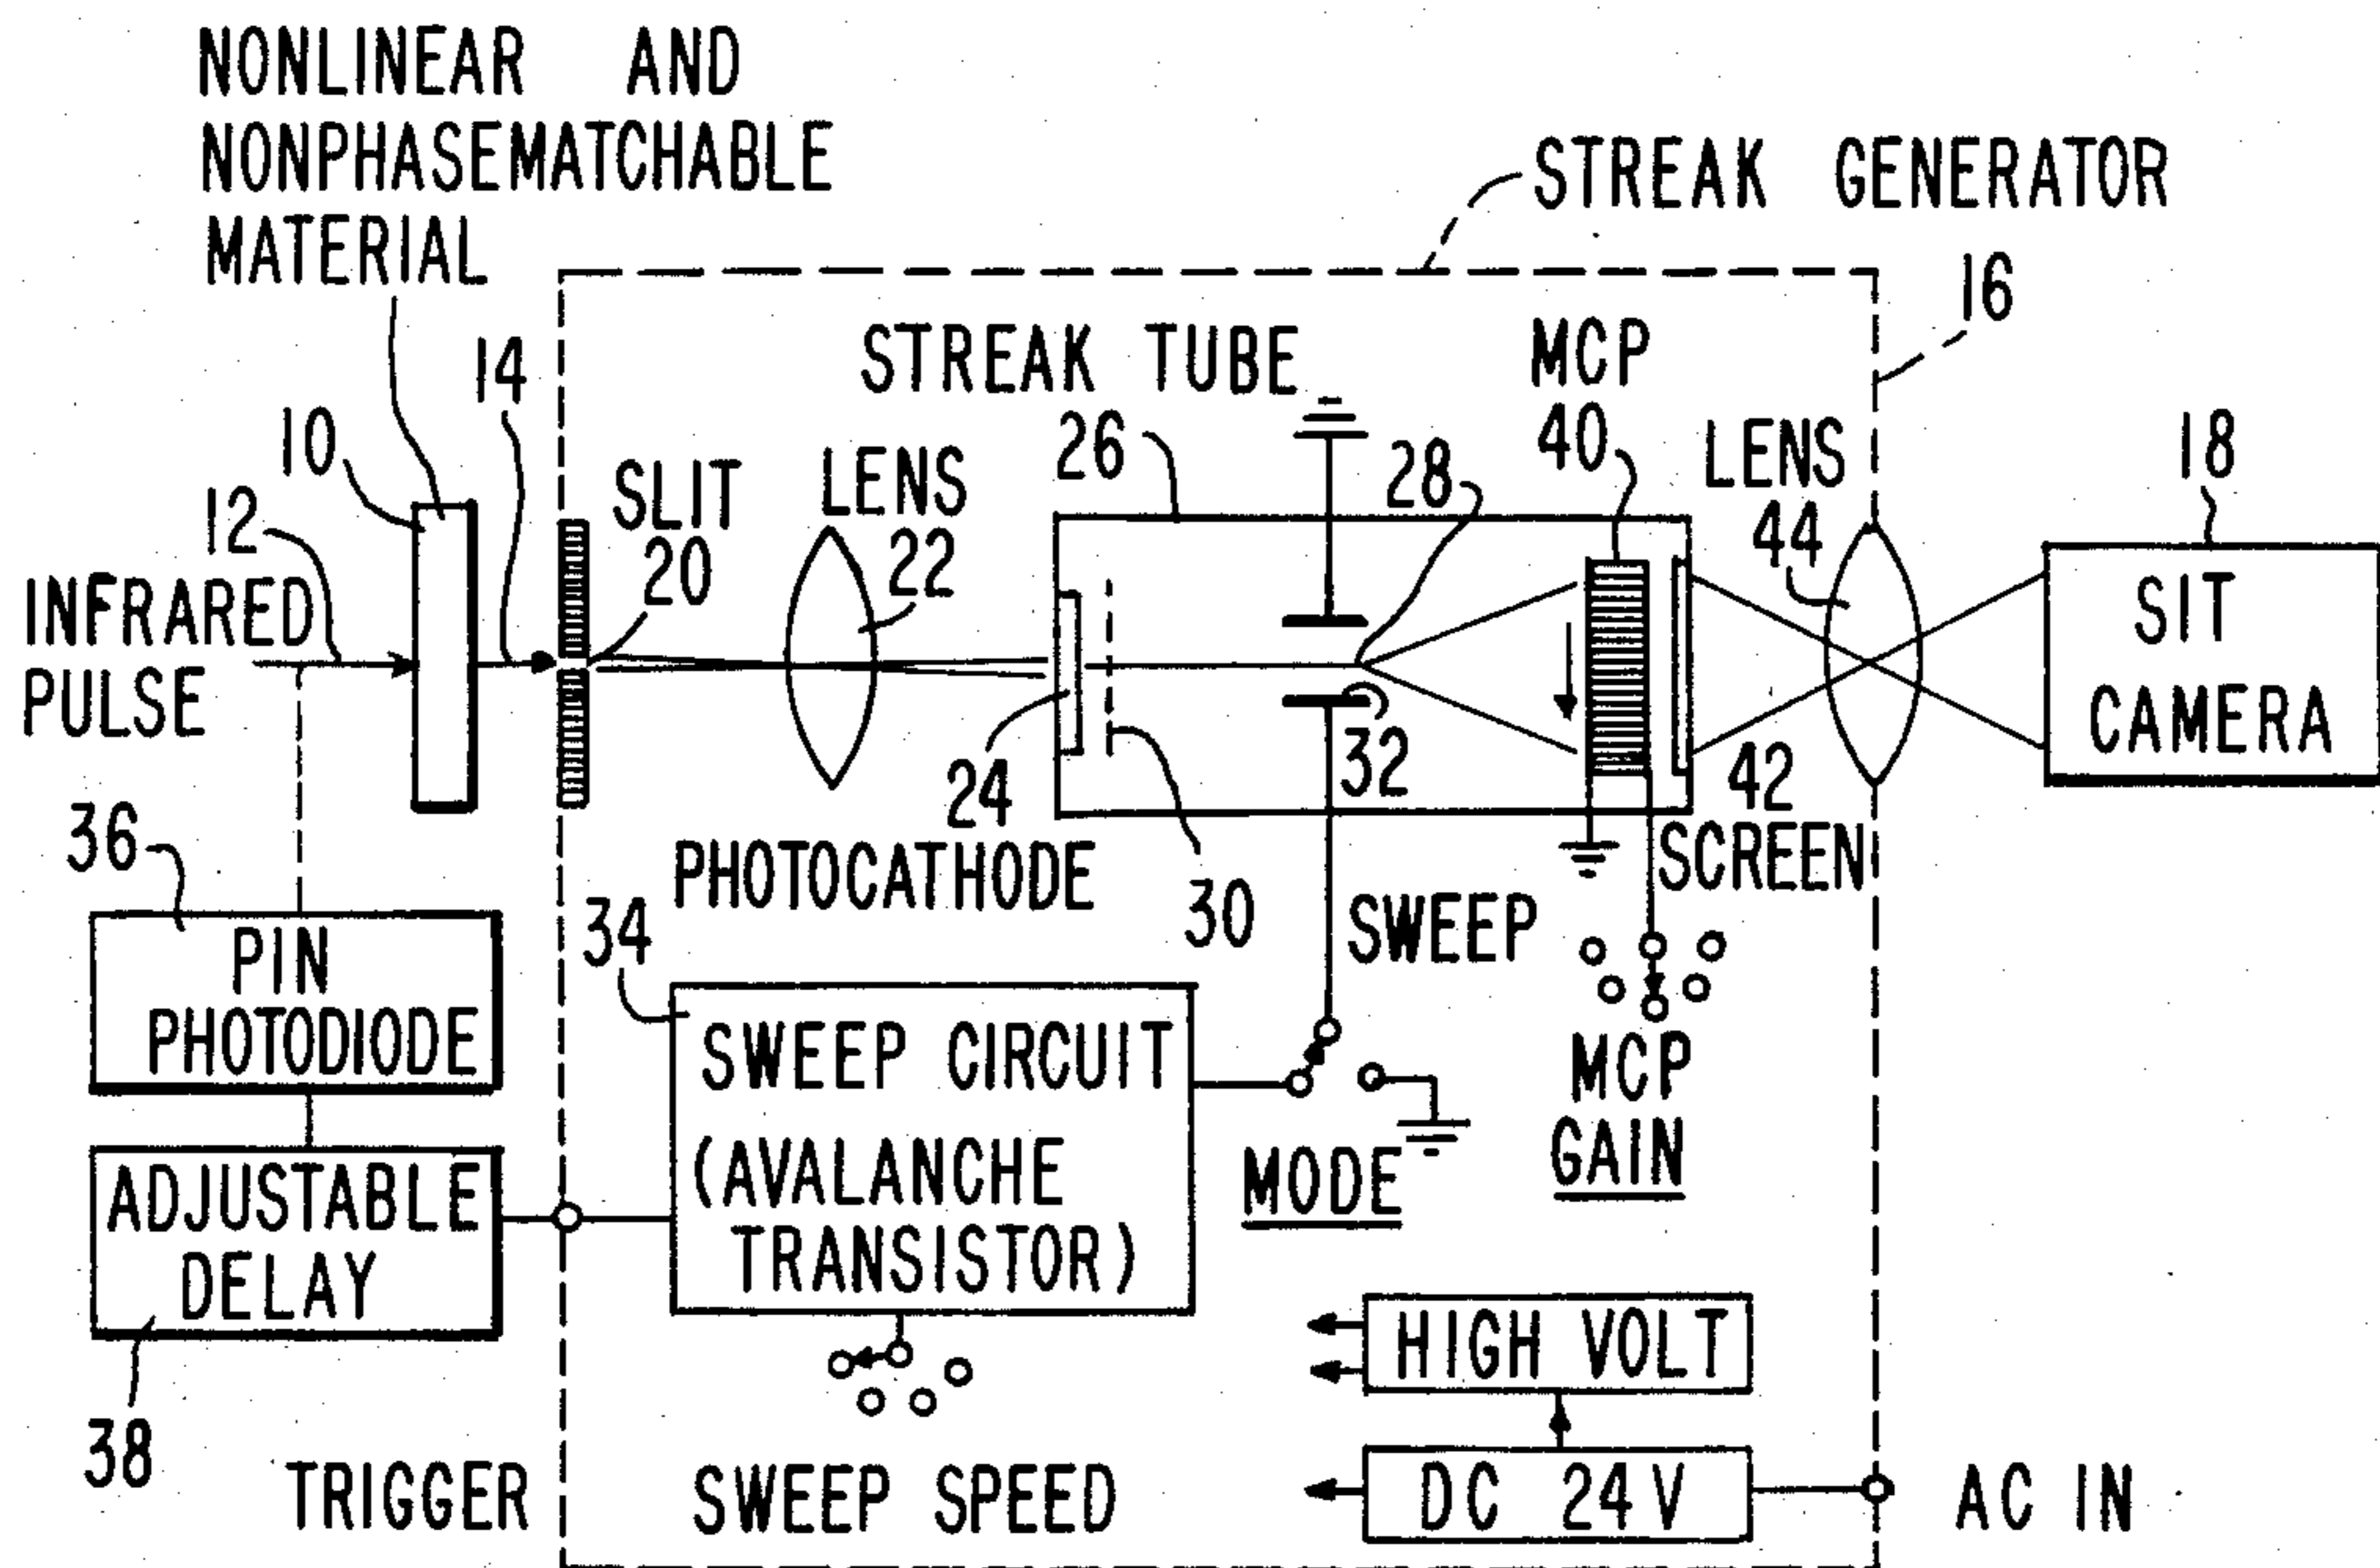 NONLINEAR AND
NONPHASEMATCHABLE
MATERIAL
STREAK GENERATOR
16
STREAK TUBE
MCP
40
14
10
12
SLIT
20
LENS
22
26
28
LENS
44
18
INFRARED
PULSE
SIT
CAMERA
24
32
42
SCREEN
36
PHOTOCATHODE
30
34
SWEEP
PIN
PHOTODIODE
SWEEP CIRCUIT
(AVALANCHE
TRANSISTOR)
MCP
GAIN
MODE
ADJUSTABLE
DELAY
38
HIGH VOLT
TRIGGER
SWEEP SPEED
DC 24V
AC IN